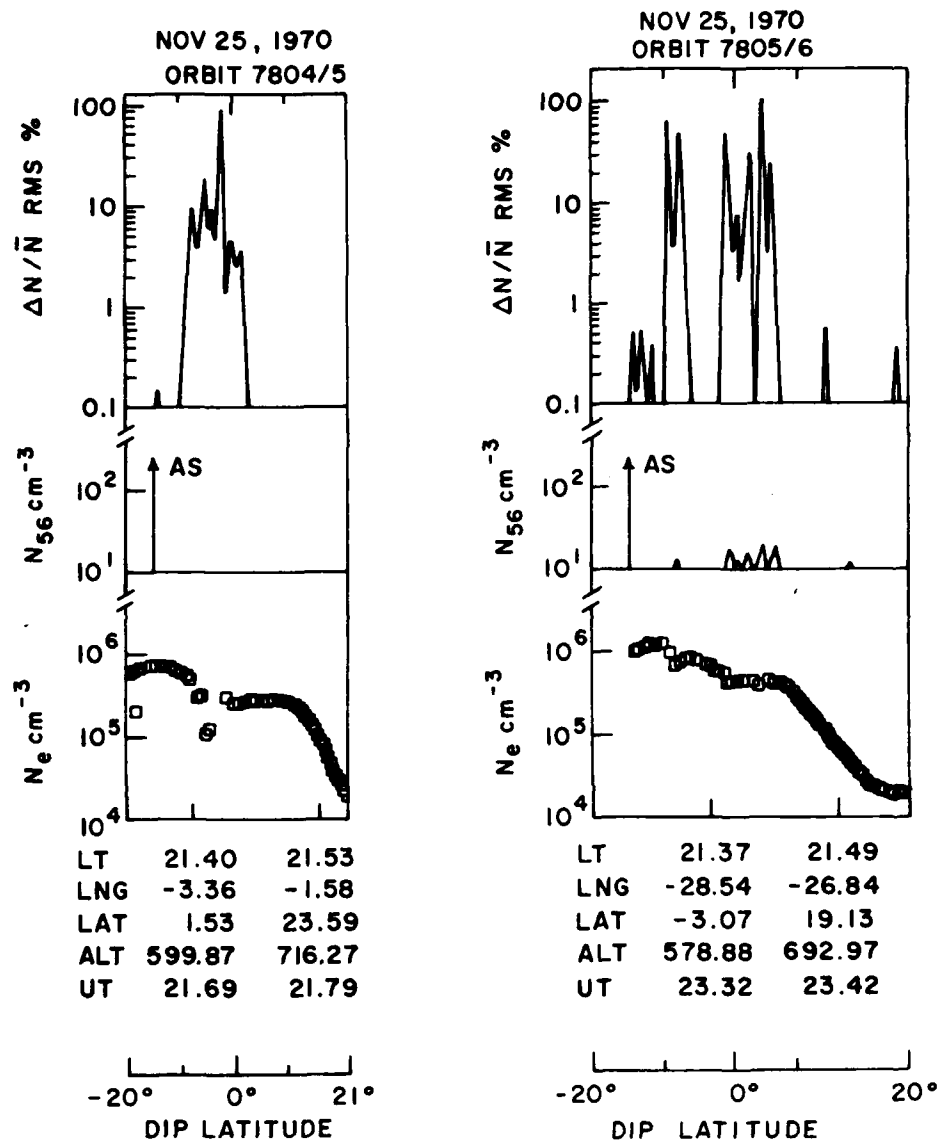 NOV 25, 1970
ORBIT 7804/5
100
10
1
0.1
ΔN/N̅ RMS %
AS
10²
10¹
N₅₆ cm⁻³
10⁶
10⁵
10⁴
Nₑ cm⁻³
LT 21.40 21.53
LNG -3.36 -1.58
LAT 1.53 23.59
ALT 599.87 716.27
UT 21.69 21.79
-20° 0° 21°
DIP LATITUDE
NOV 25, 1970
ORBIT 7805/6
100
10
1
0.1
ΔN/N̅ RMS %
AS
10²
10¹
N₅₆ cm⁻³
10⁶
10⁵
10⁴
Nₑ cm⁻³
LT 21.37 21.49
LNG -28.54 -26.84
LAT -3.07 19.13
ALT 578.88 692.97
UT 23.32 23.42
-20° 0° 20°
DIP LATITUDE